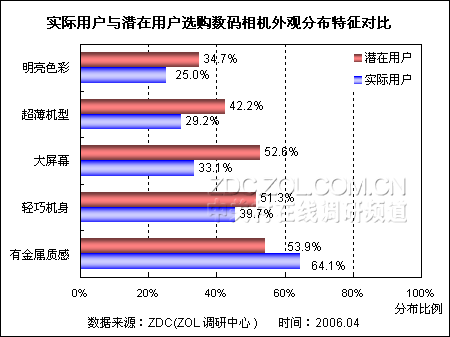 实际用户与潜在用户选购数码相机外观分布特征对比
潜在用户
实际用户
明亮色彩
34.7%
25.0%
超薄机型
42.2%
29.2%
大屏幕
52.6%
33.1%
ZDC.ZOL.COM.CN
轻巧机身
51.3%
39.7%
有金属质感
53.9%
64.1%
0% 20% 40% 60% 80% 100%
分布比例
数据来源：ZDC(ZOL调研中心) 时间：2006.04